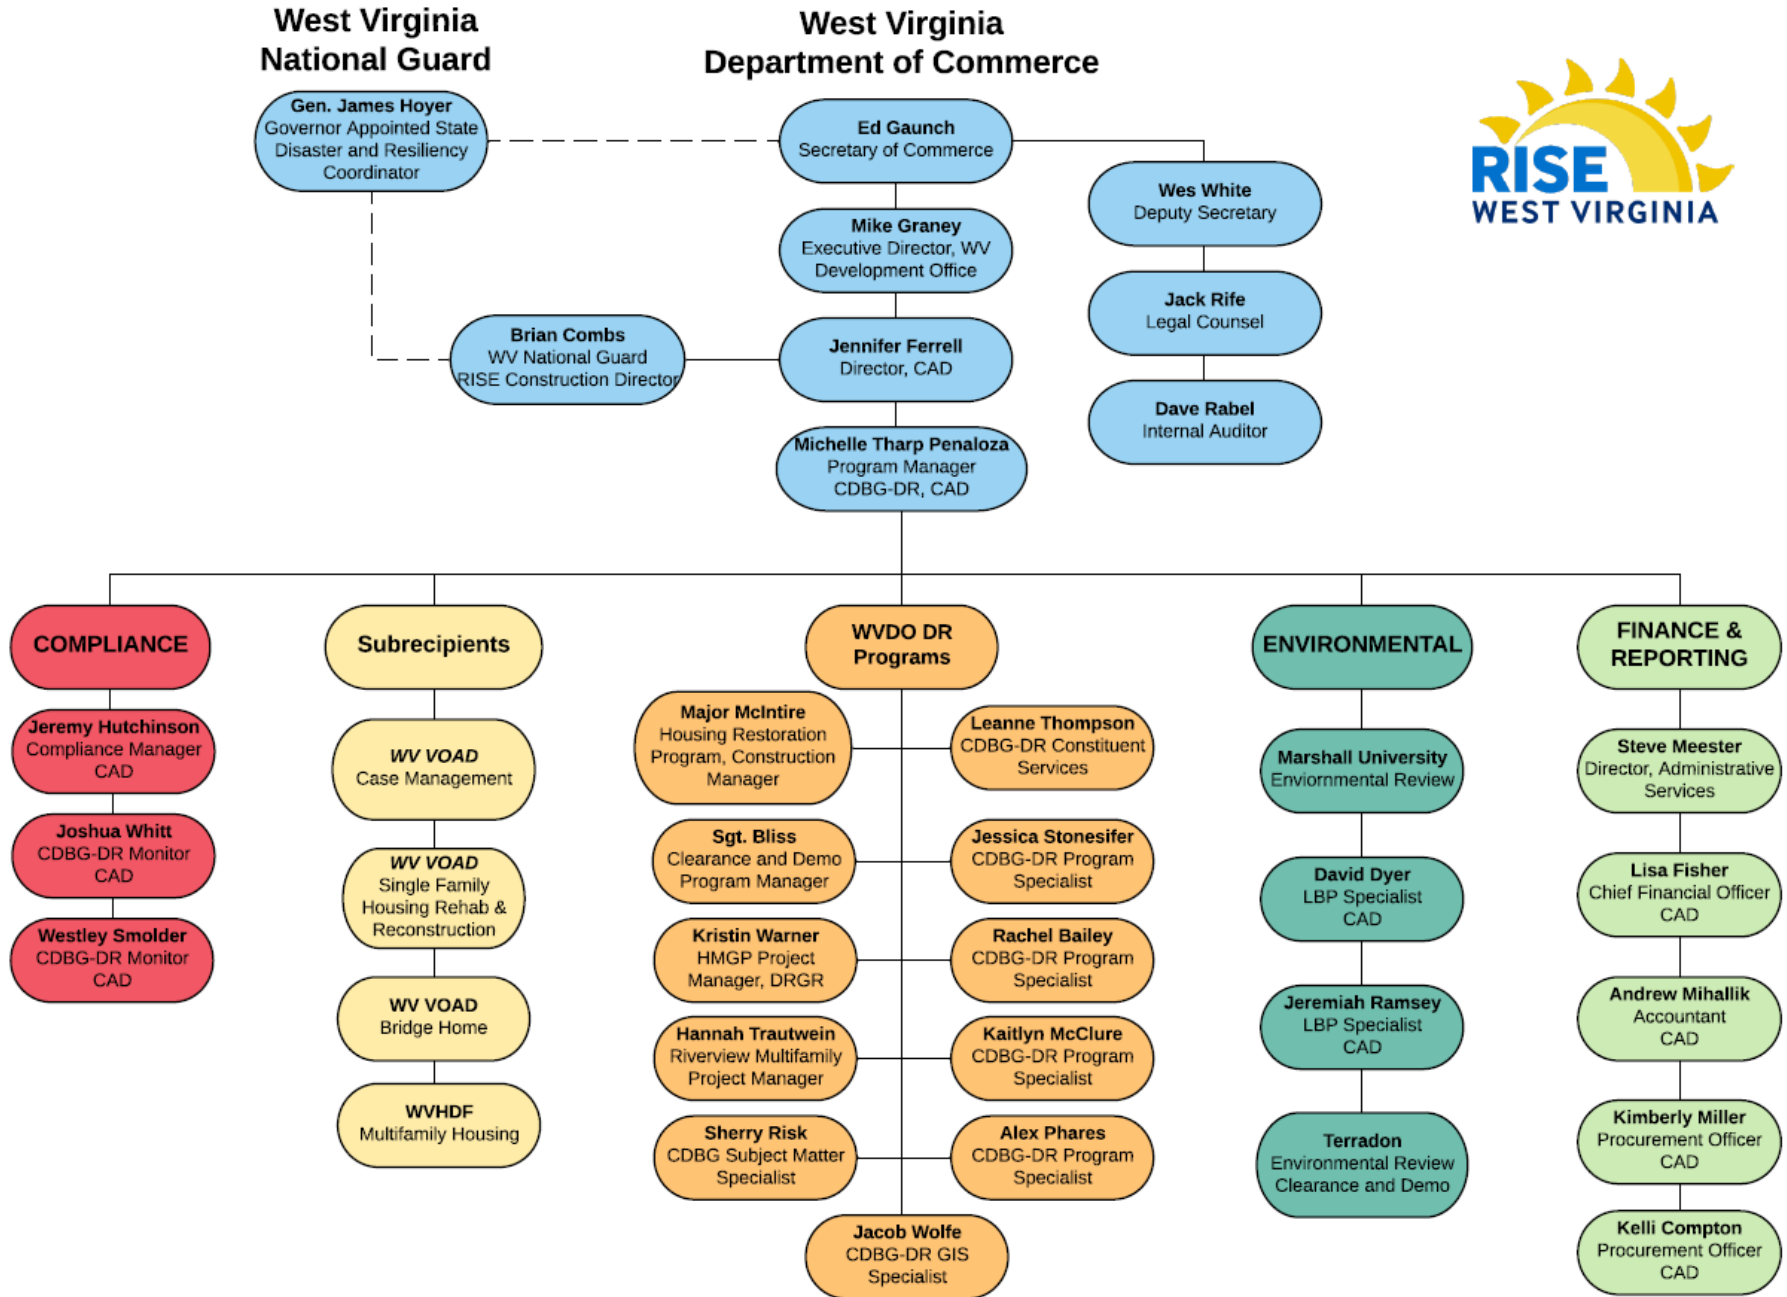 West Virginia
National Guard
West Virginia
Department of Commerce
Gen. James Hoyer
Governor Appointed State
Disaster and Resiliency
Coordinator
Ed Gaunch
Secretary of Commerce
RISE
WEST VIRGINIA
Wes White
Deputy Secretary
Mike Graney
Executive Director, WV
Development Office
Jack Rife
Legal Counsel
Brian Combs
WV National Guard
RISE Construction Director
Jennifer Ferrell
Director, CAD
Dave Rabel
Internal Auditor
Michelle Tharp Penaloza
Program Manager
CDBG-DR, CAD
COMPLIANCE
Jeremy Hutchinson
Compliance Manager
CAD
Joshua Whitt
CDBG-DR Monitor
CAD
Westley Smolder
CDBG-DR Monitor
CAD
Subrecipients
WV VOAD
Case Management
WV VOAD
Single Family
Housing Rehab &
Reconstruction
WV VOAD
Bridge Home
WVHDF
Multifamily Housing
WVDO DR
Programs
Major McIntire
Housing Restoration
Program, Construction
Manager
Leanne Thompson
CDBG-DR Constituent
Services
Sgt. Bliss
Clearance and Demo
Program Manager
Jessica Stonesifer
CDBG-DR Program
Specialist
Kristin Warner
HMGP Project
Manager, DRGR
Rachel Bailey
CDBG-DR Program
Specialist
Hannah Trautwein
Riverview Multifamily
Project Manager
Kaitlyn McClure
CDBG-DR Program
Specialist
Sherry Risk
CDBG Subject Matter
Specialist
Alex Phares
CDBG-DR Program
Specialist
Jacob Wolfe
CDBG-DR GIS
Specialist
ENVIRONMENTAL
Marshall University
Enviornmental Review
David Dyer
LBP Specialist
CAD
Jeremiah Ramsey
LBP Specialist
CAD
Terradon
Environmental Review
Clearance and Demo
FINANCE &
REPORTING
Steve Meester
Director, Administrative
Services
Lisa Fisher
Chief Financial Officer
CAD
Andrew Mihallik
Accountant
CAD
Kimberly Miller
Procurement Officer
CAD
Kelli Compton
Procurement Officer
CAD